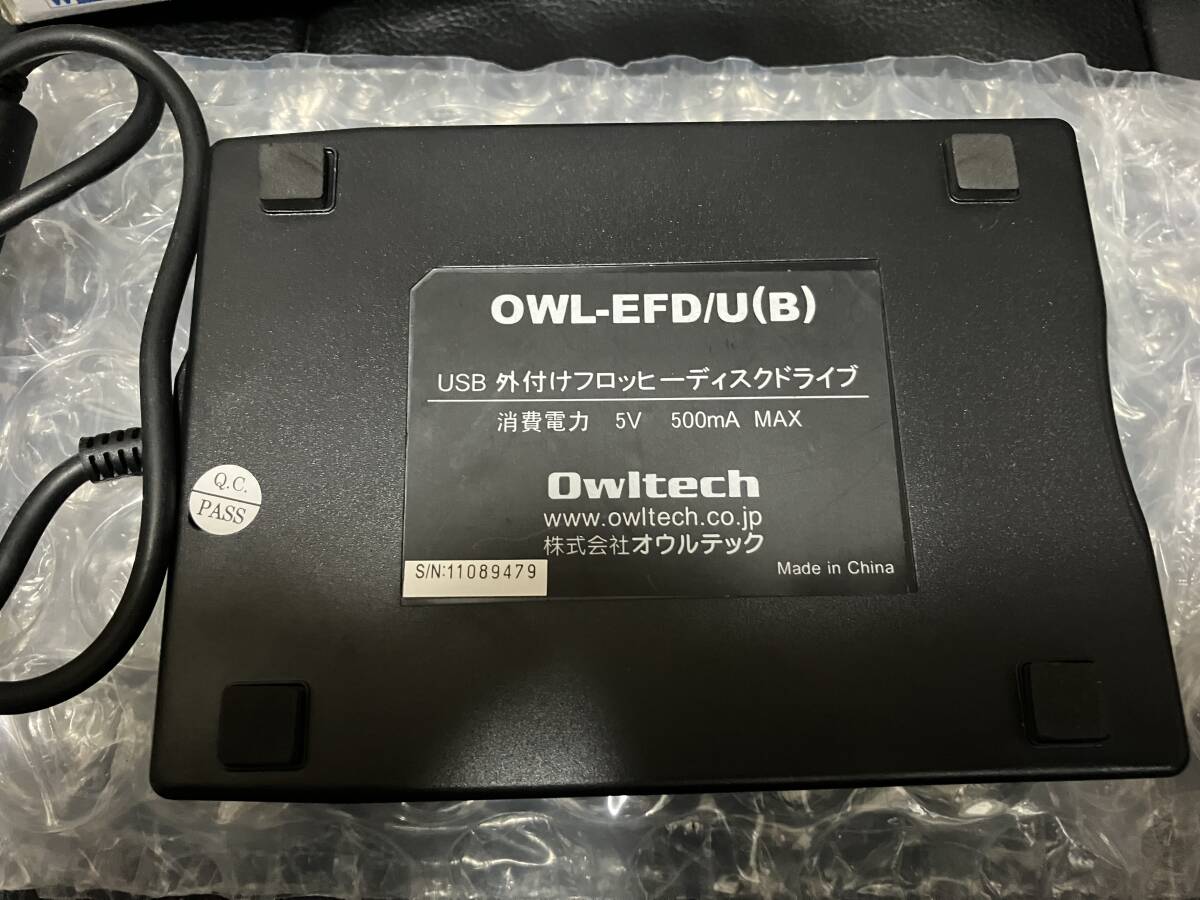 OWL-EFD/U(B)
USB 外付けフロッピーディスクドライブ
消費電力 5V 500mA MAX
Owltech
www.owltech.co.jp
株式会社オウルテック
S/N:11089479
Made in China
Q.C.
PASS
W